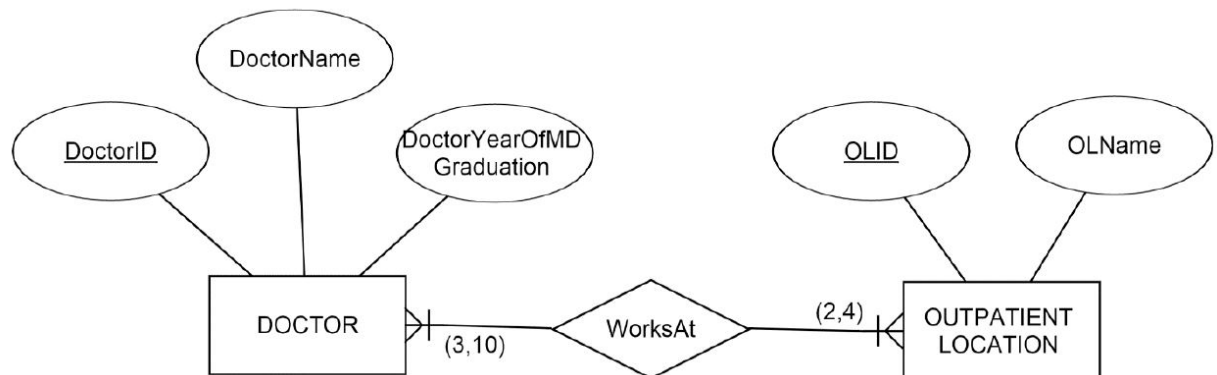 DoctorName
DoctorID
DoctorYearOfMD
Graduation
OLID
OLName
DOCTOR
(3,10)
WorksAt
(2,4)
OUTPATIENT
LOCATION